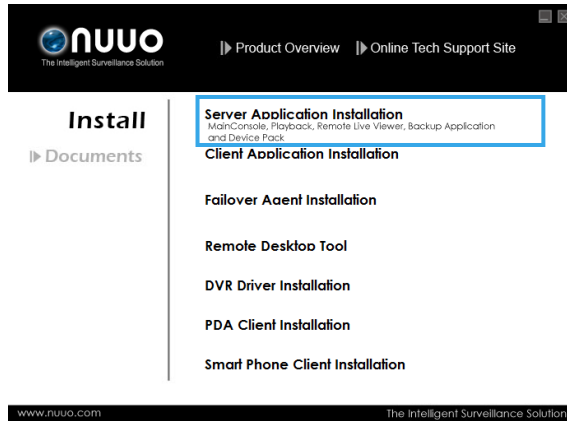 nuuo
The Intelligent Surveillance Solution
Product Overview
Online Tech Support Site
Install
Documents
Server Application Installation
MainConsole, Playback, Remote Live Viewer, Backup Application
and Device Pack
Client Application Installation
Failover Agent Installation
Remote Desktop Tool
DVR Driver Installation
PDA Client Installation
Smart Phone Client Installation
www.nuuo.com
The Intelligent Surveillance Solution